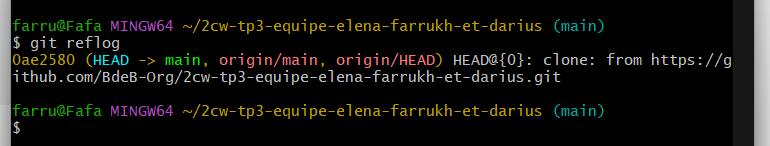 farru@Fafa MINGW64 ~/2cw-tp3-equipe-elena-farrukh-et-darius (main)
$ git reflog
0ae2580 (HEAD -> main, origin/main, origin/HEAD) HEAD@{0}: clone: from https://g
ithub.com/BdeB-Org/2cw-tp3-equipe-elena-farrukh-et-darius.git
farru@Fafa MINGW64 ~/2cw-tp3-equipe-elena-farrukh-et-darius (main)
$